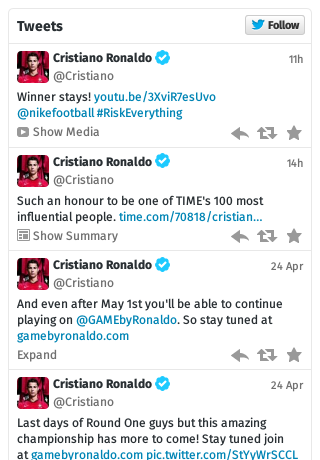 Tweets
Follow
Cristiano Ronaldo 11h
@Cristiano
Winner stays! youtu.be/3XviR7esUvo
@nikefootball #RiskEverything
Show Media
Cristiano Ronaldo 14h
@Cristiano
Such an honour to be one of TIME's 100 most
influential people. time.com/70818/cristian...
Show Summary
Cristiano Ronaldo 24 Apr
@Cristiano
And even after May 1st you'll be able to continue
playing on @GAMEbyRonaldo. So stay tuned at
gamebyronaldo.com
Expand
Cristiano Ronaldo 24 Apr
@Cristiano
Last days of Round One guys but this amazing
championship has more to come! Stay tuned join
at gamebyronaldo.com pic.twitter.com/StYyWrSCCL